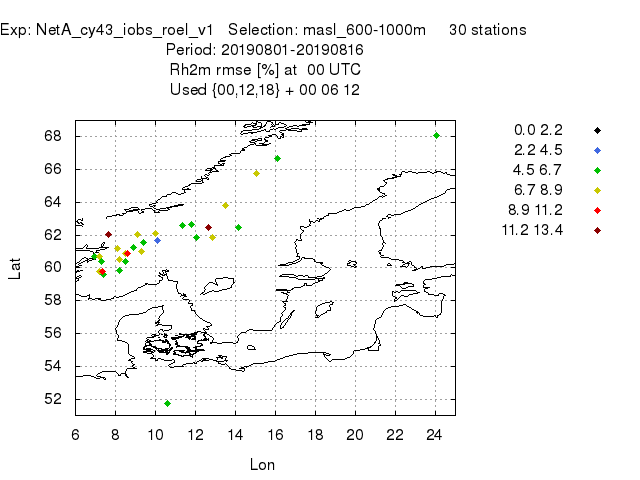 Exp: NetA_cy43_iobs_roel_v1 Selection: masl_600-1000m 30 stations
Period: 20190801-20190816
Rh2m rmse [%] at 00 UTC
Used {00,12,18} + 00 06 12
0.0 2.2
2.2 4.5
4.5 6.7
6.7 8.9
8.9 11.2
11.2 13.4
68
66
64
62
60
58
56
54
52
Lat
6 8 10 12 14 16 18 20 22 24
Lon